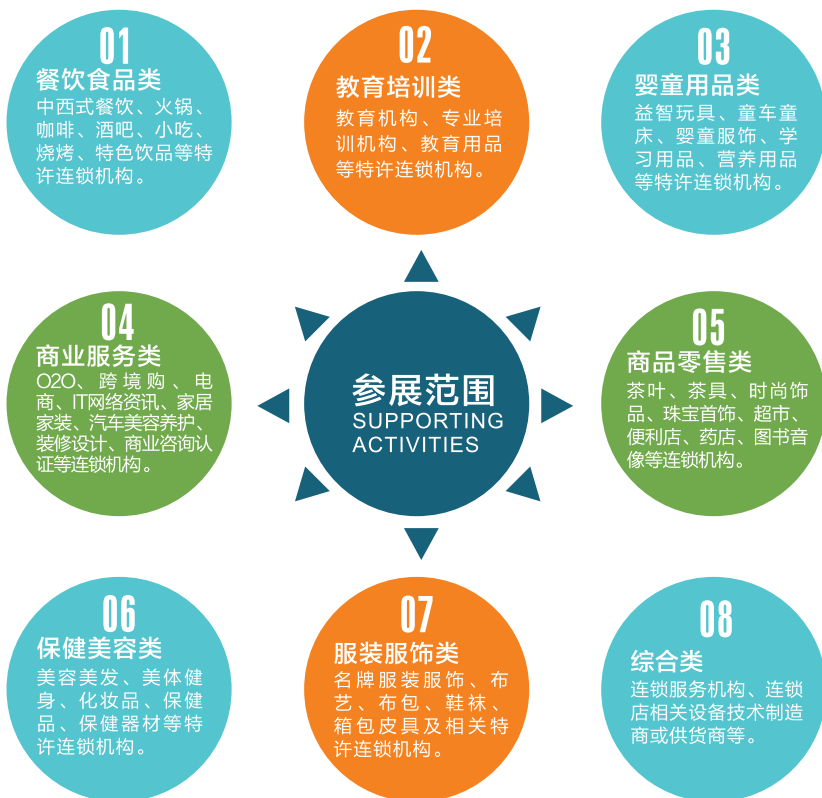 01
餐饮食品类
中西式餐饮、火锅、
咖啡、酒吧、小吃、
烧烤、特色饮品等特
许连锁机构。
02
教育培训类
教育机构、专业培
训机构、教育用品
等特许连锁机构。
03
婴童用品类
益智玩具、童车童
床、婴童服饰、学
习用品、营养用品
等特许连锁机构。
04
商业服务类
O2O、跨境购、电
商、IT网络资讯、家居
家装、汽车美容养护、
装修设计、商业咨询认
证等连锁机构。
参展范围
SUPPORTING
ACTIVITIES
05
商品零售类
茶叶、茶具、时尚饰
品、珠宝首饰、超市、
便利店、药店、图书音
像等连锁机构。
06
保健美容类
美容美发、美体健
身、化妆品、保健
品、保健器材等特
许连锁机构。
07
服装服饰类
名牌服装服饰、布
艺、布包、鞋袜、
箱包皮具及相关特
许连锁机构。
08
综合类
连锁服务机构、连锁
店相关设备技术制造
商或供货商等。